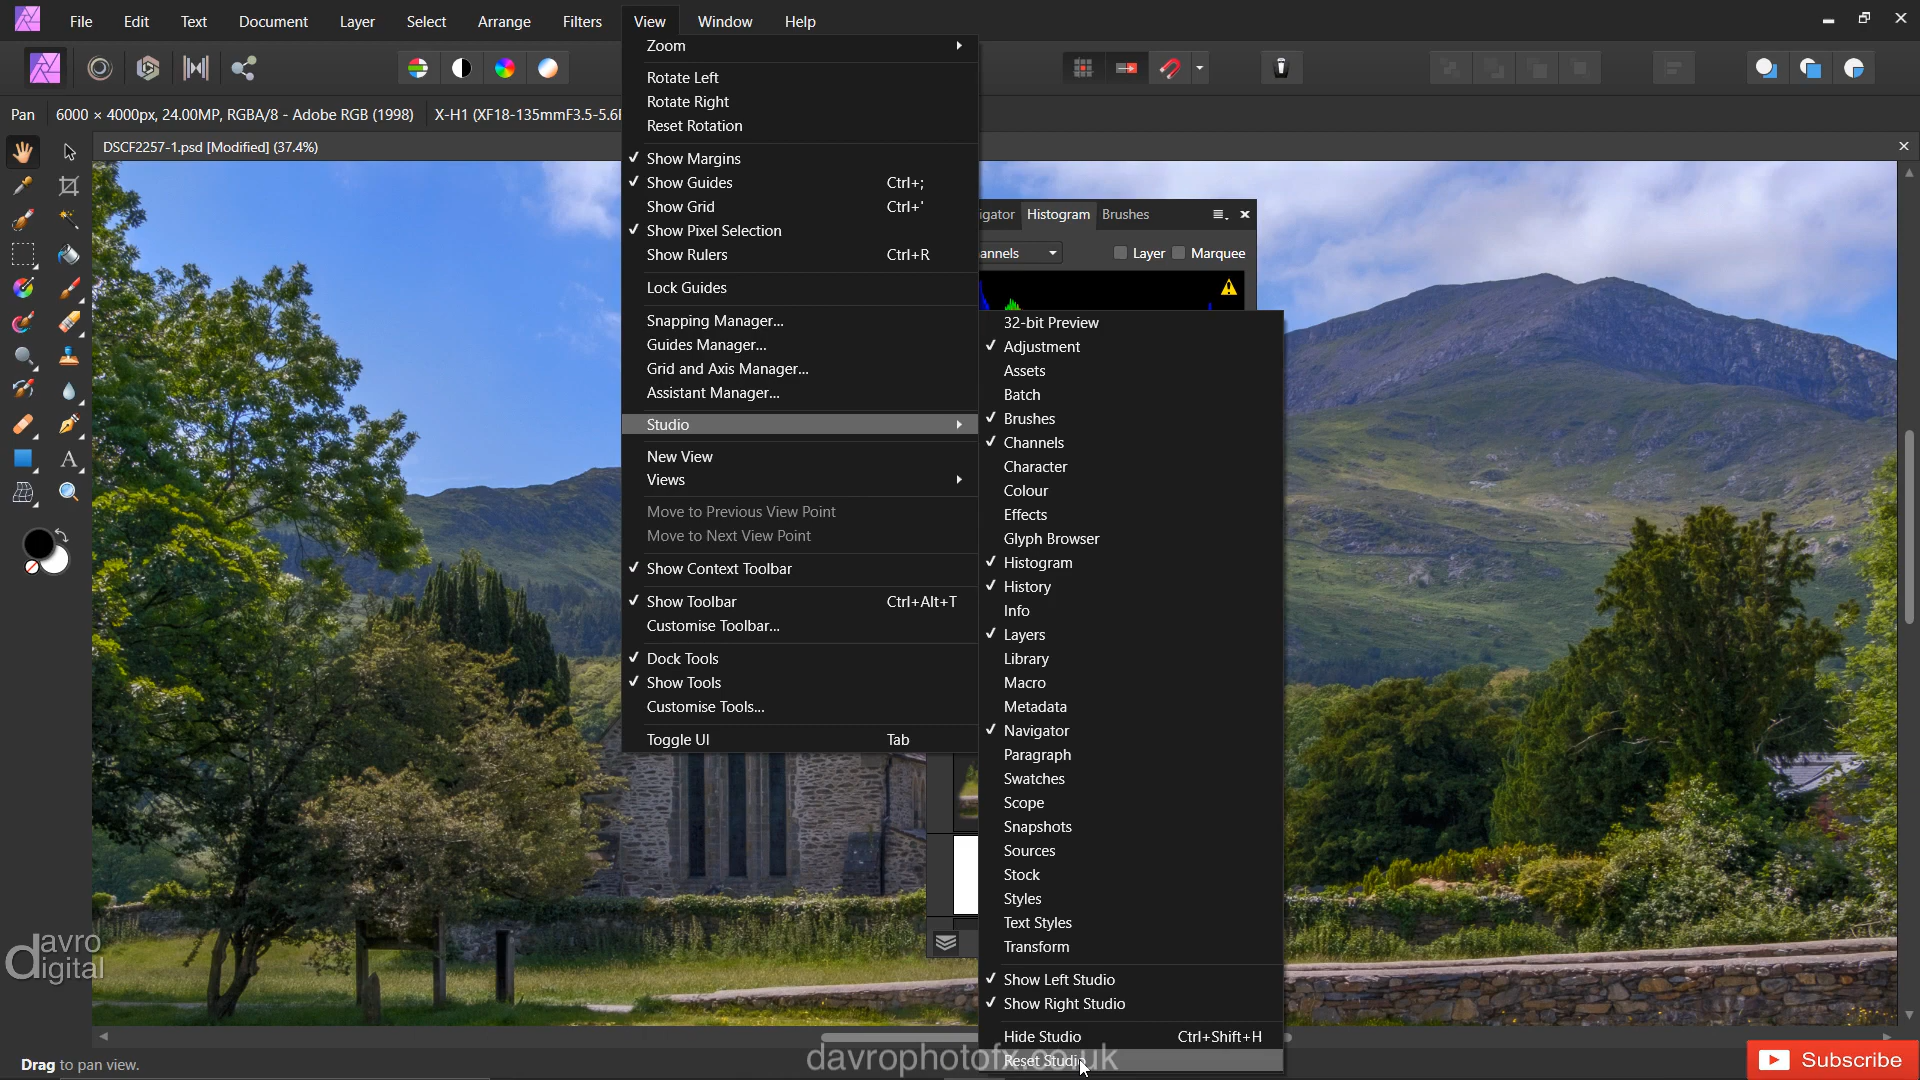 File Edit Text Document Layer Select Arrange Filters View Window Help
Pan 6000 × 4000px, 24.00MP, RGBA/8 - Adobe RGB (1998) X-H1 (XF18-135mmF3.5-5.6
DSCF2257-1.psd [Modified] (37.4%)
Zoom
Rotate Left
Rotate Right
Reset Rotation
Show Margins
Show Guides Ctrl+;
Show Grid Ctrl+'
Show Pixel Selection
Show Rulers Ctrl+R
Lock Guides
Snapping Manager...
Guides Manager...
Grid and Axis Manager...
Assistant Manager...
Studio
New View
Views
Move to Previous View Point
Move to Next View Point
Show Context Toolbar
Show Toolbar Ctrl+Alt+T
Customise Toolbar...
Dock Tools
Show Tools
Customise Tools...
Toggle UI Tab
igator Histogram Brushes
annels Layer Marquee
32-bit Preview
Adjustment
Assets
Batch
Brushes
Channels
Character
Colour
Effects
Glyph Browser
Histogram
History
Info
Layers
Library
Macro
Metadata
Navigator
Paragraph
Swatches
Scope
Snapshots
Sources
Stock
Styles
Text Styles
Transform
Show Left Studio
Show Right Studio
Hide Studio Ctrl+Shift+H
Reset Studio
davro
digital
Drag to pan view.
davrophotofx.co.uk
Subscribe